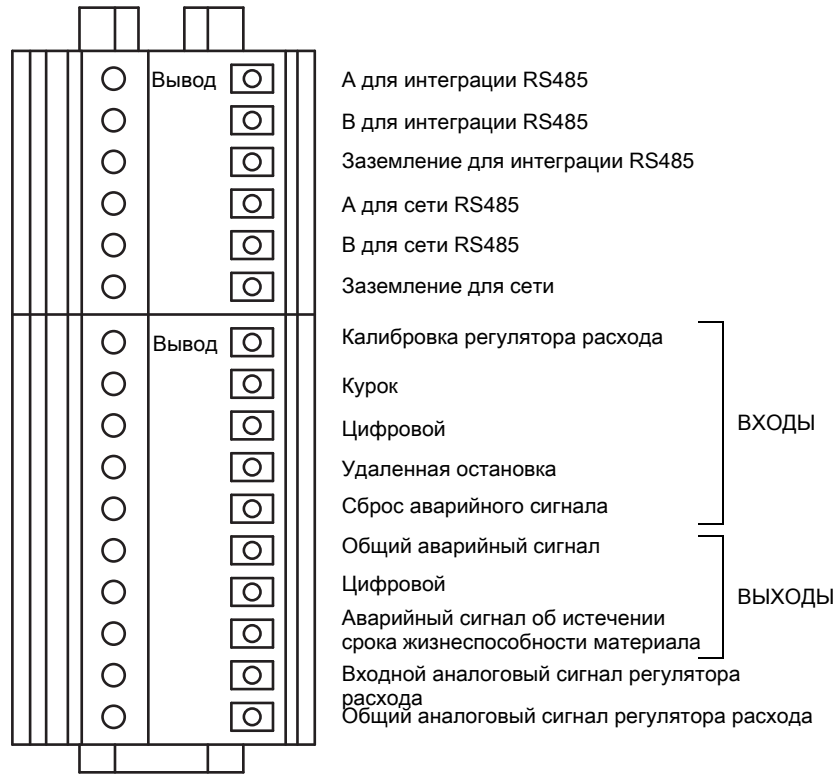 Вывод
А для интеграции RS485
В для интеграции RS485
Заземление для интеграции RS485
А для сети RS485
В для сети RS485
Заземление для сети
Вывод
Калибровка регулятора расхода
Курок
Цифровой
Удаленная остановка
Сброс аварийного сигнала
ВХОДЫ
Общий аварийный сигнал
Цифровой
Аварийный сигнал об истечении
срока жизнеспособности материала
ВЫХОДЫ
Входной аналоговый сигнал регулятора
расхода
Общий аналоговый сигнал регулятора расхода